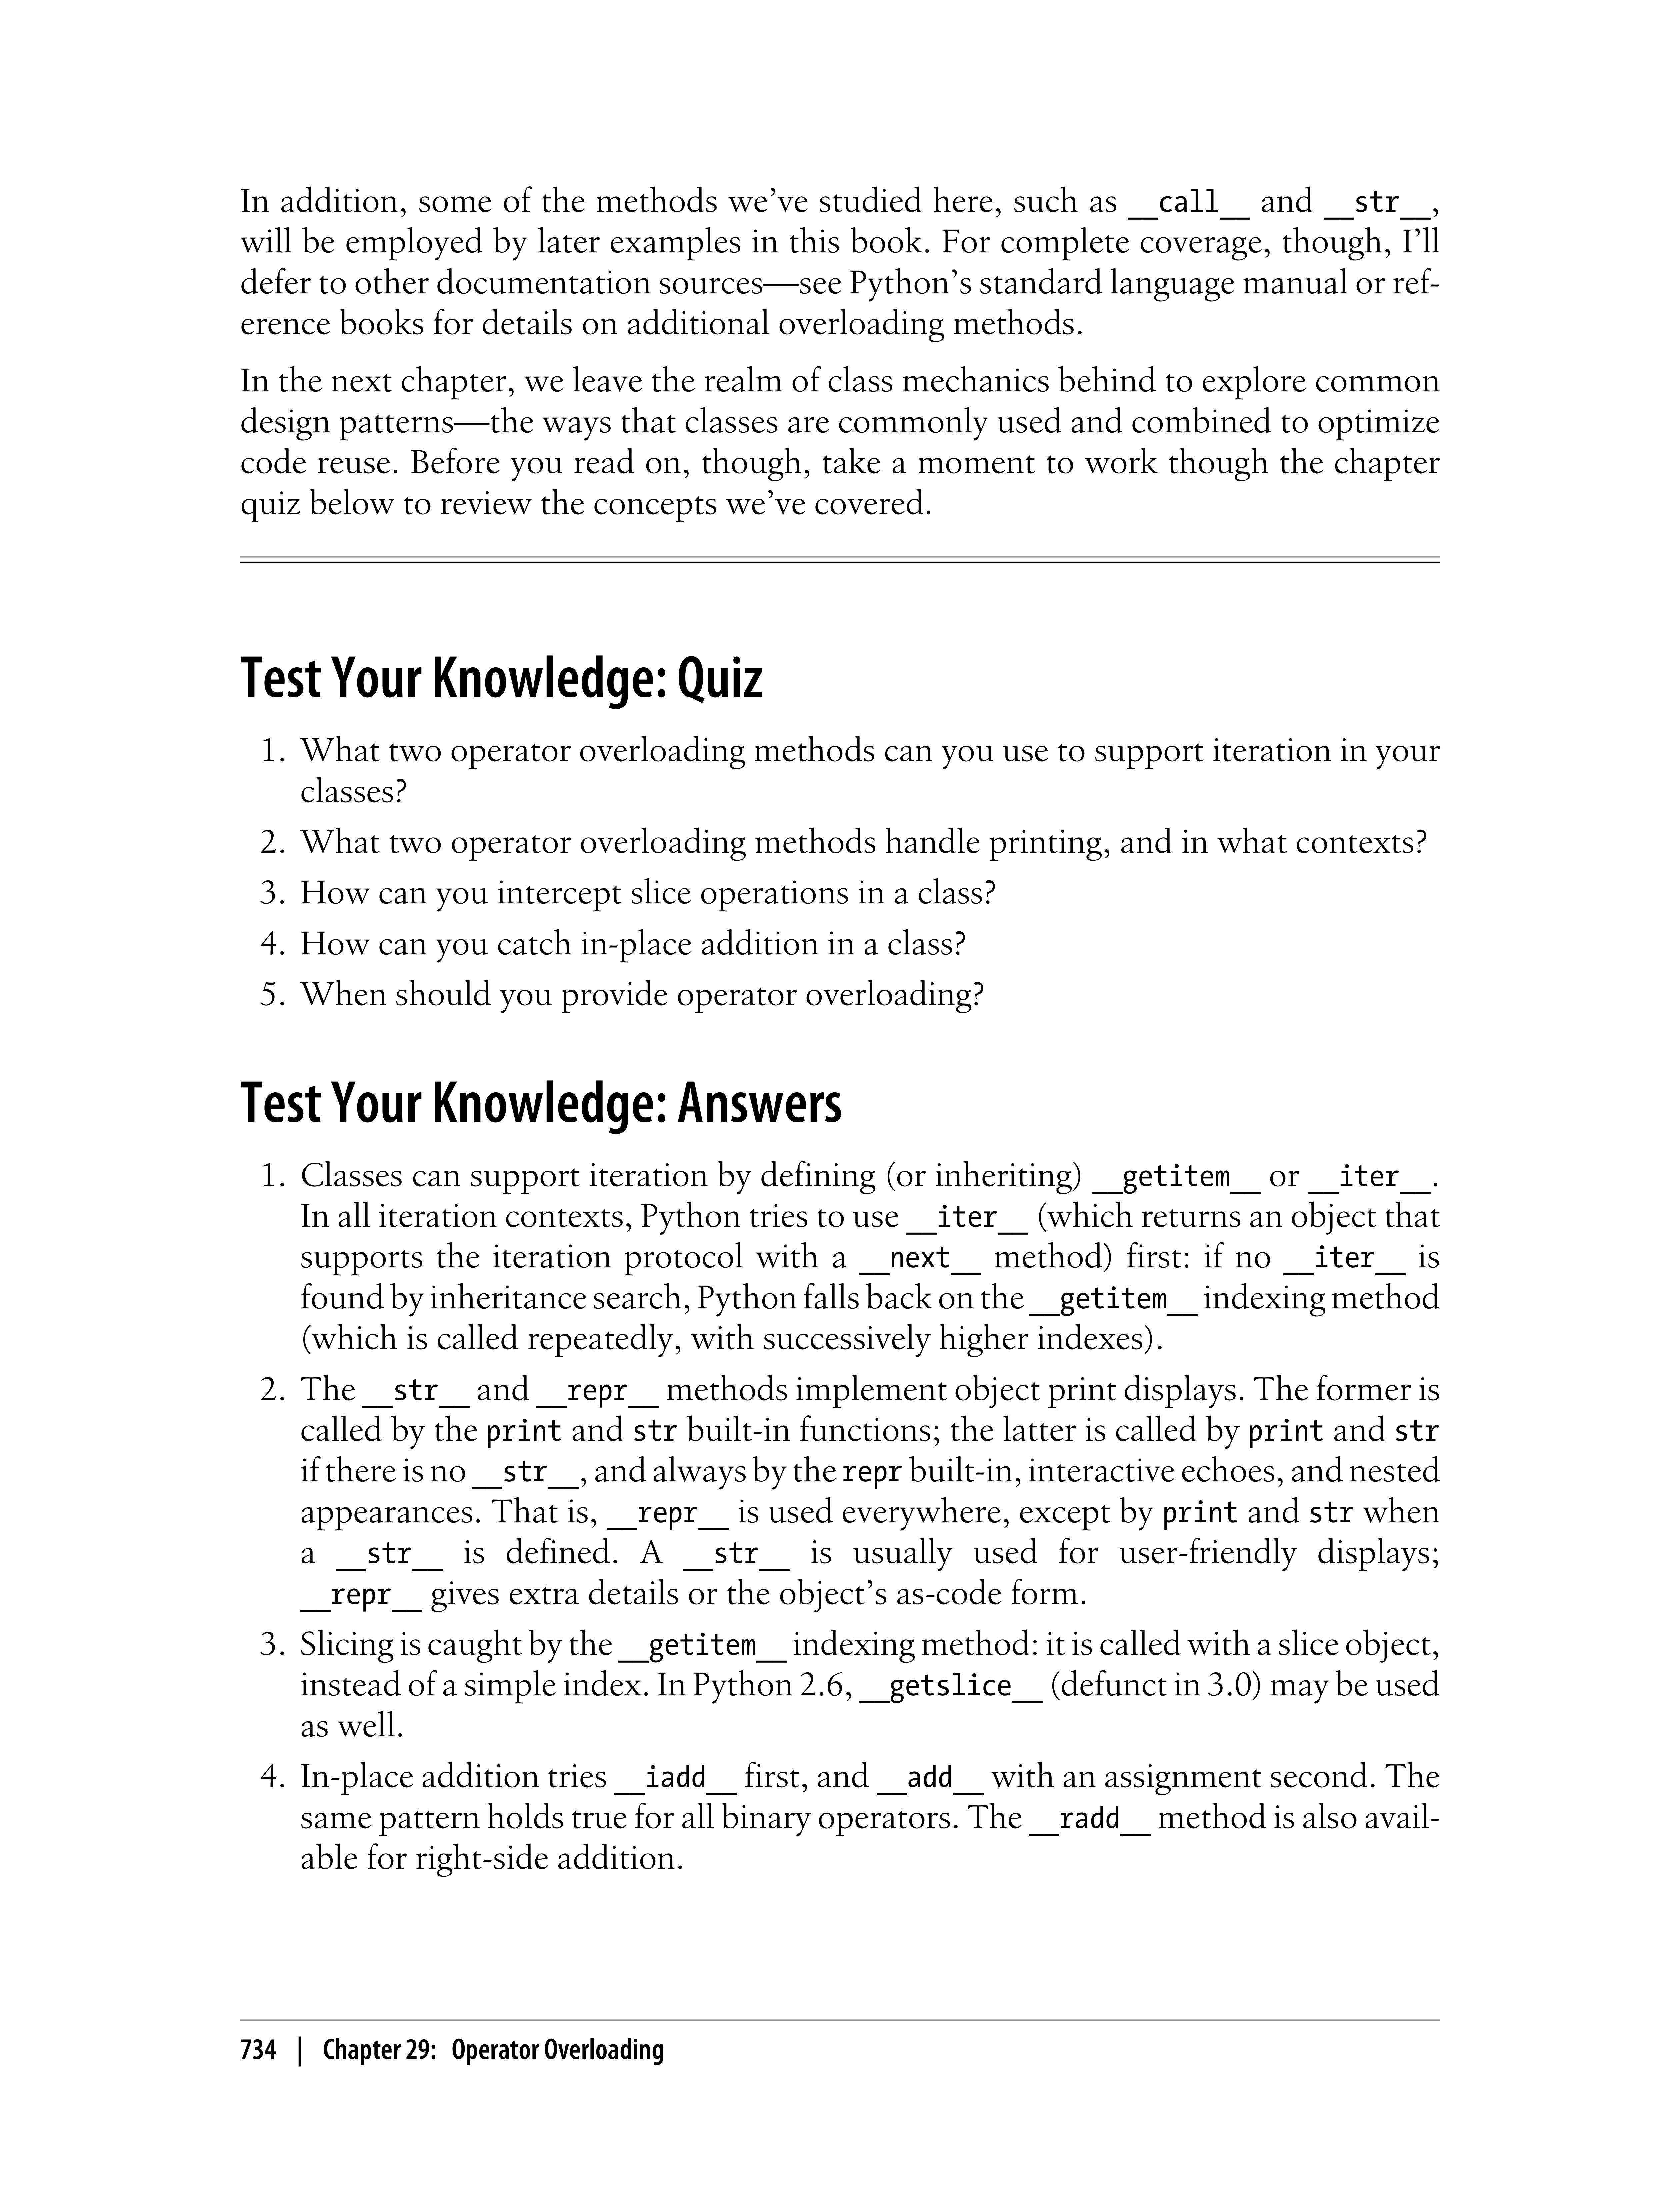 In addition, some of the methods we’ve studied here, such as __call__ and __str__,
will be employed by later examples in this book. For complete coverage, though, I’ll
defer to other documentation sources—see Python’s standard language manual or ref-
erence books for details on additional overloading methods.
In the next chapter, we leave the realm of class mechanics behind to explore common
design patterns—the ways that classes are commonly used and combined to optimize
code reuse. Before you read on, though, take a moment to work though the chapter
quiz below to review the concepts we’ve covered.
Test Your Knowledge: Quiz
1. What two operator overloading methods can you use to support iteration in your
classes?
2. What two operator overloading methods handle printing, and in what contexts?
3. How can you intercept slice operations in a class?
4. How can you catch in-place addition in a class?
5. When should you provide operator overloading?
Test Your Knowledge: Answers
1. Classes can support iteration by defining (or inheriting) __getitem__ or __iter__.
In all iteration contexts, Python tries to use __iter__ (which returns an object that
supports the iteration protocol with a __next__ method) first: if no __iter__ is
found by inheritance search, Python falls back on the __getitem__ indexing method
(which is called repeatedly, with successively higher indexes).
2. The __str__ and __repr__ methods implement object print displays. The former is
called by the print and str built-in functions; the latter is called by print and str
if there is no __str__, and always by the repr built-in, interactive echoes, and nested
appearances. That is, __repr__ is used everywhere, except by print and str when
a __str__ is defined. A __str__ is usually used for user-friendly displays;
__repr__ gives extra details or the object’s as-code form.
3. Slicing is caught by the __getitem__ indexing method: it is called with a slice object,
instead of a simple index. In Python 2.6, __getslice__ (defunct in 3.0) may be used
as well.
4. In-place addition tries __iadd__ first, and __add__ with an assignment second. The
same pattern holds true for all binary operators. The __radd__ method is also avail-
able for right-side addition.
734 | Chapter 29: Operator Overloading